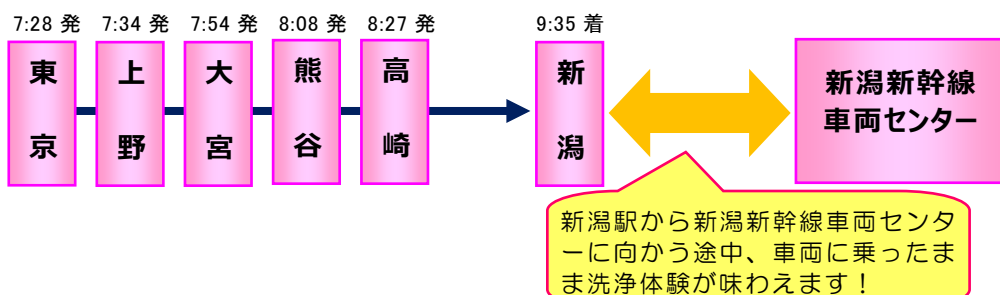 7:28 発 7:34 発 7:54 発 8:08 発 8:27 発 9:35 着
東京
上野
大宮
熊谷
高崎
新潟
新潟新幹線
車両センター
新潟駅から新潟新幹線車両センタ
ーに向かう途中、車両に乗ったま
ま洗浄体験が味わえます！